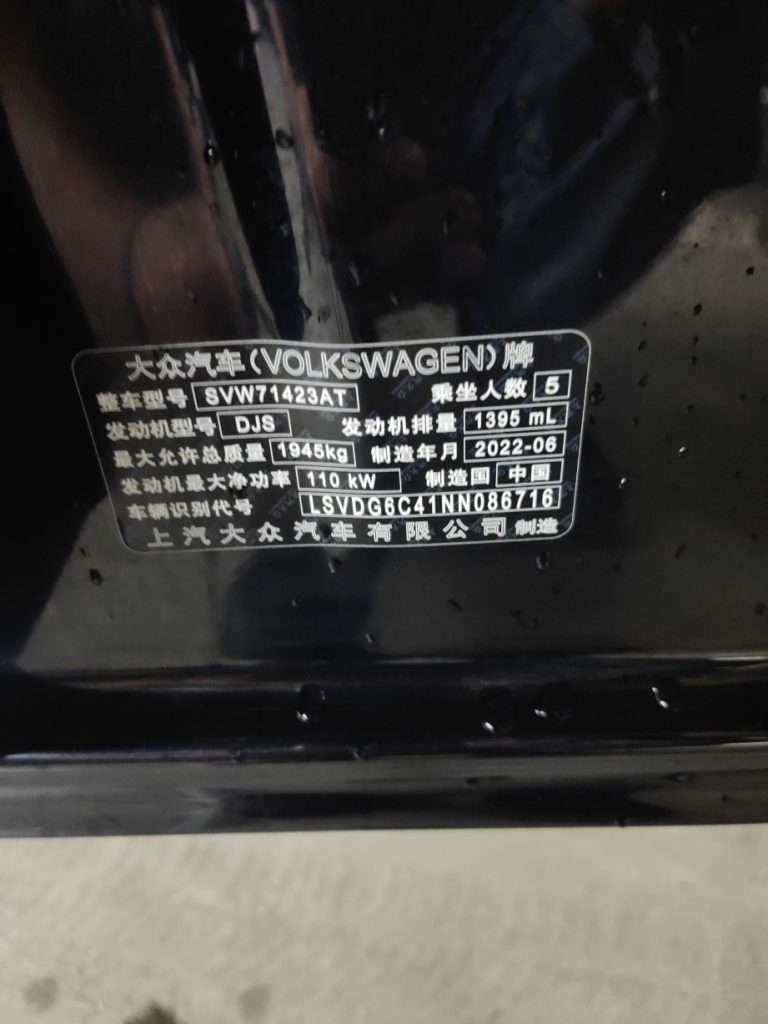 大众汽车(VOLKSWAGEN)牌
整车型号 SVW71423AT 乘坐人数 5
发动机型号 DJS 发动机排量 1395 mL
最大允许总质量 1945kg 制造年月 2022-06
发动机最大净功率 110 kW 制造国 中国
车辆识别代号 LSVDG6C41NN086716
上汽大众汽车有限公司 制造